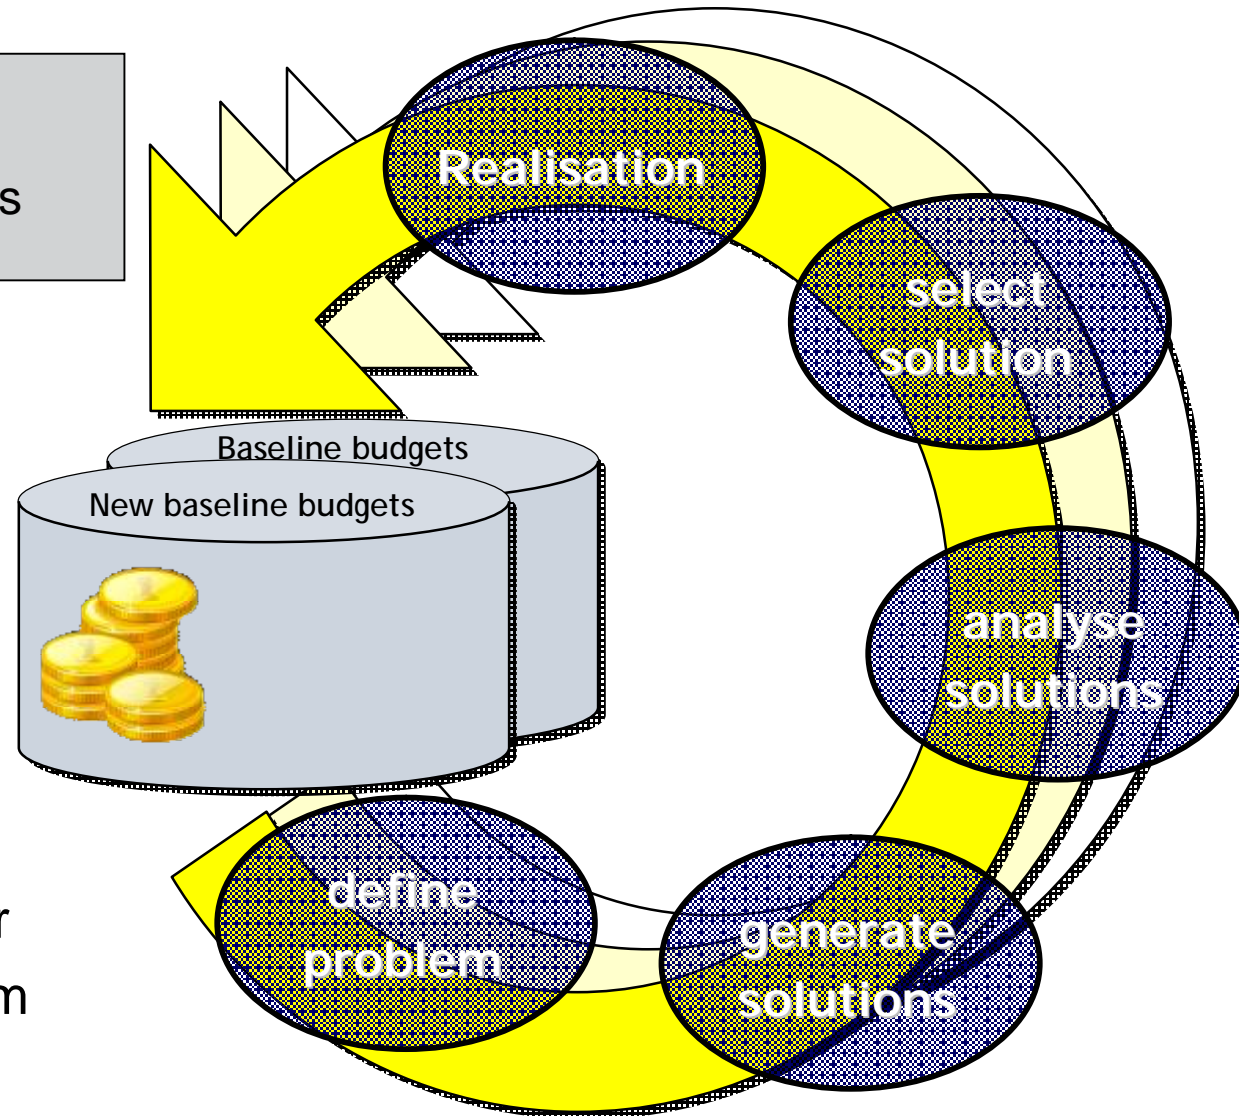 s
Realisation
select
solution
Baseline budgets
New baseline budgets
analyse
solutions
define
problem
generate
solutions
r
m